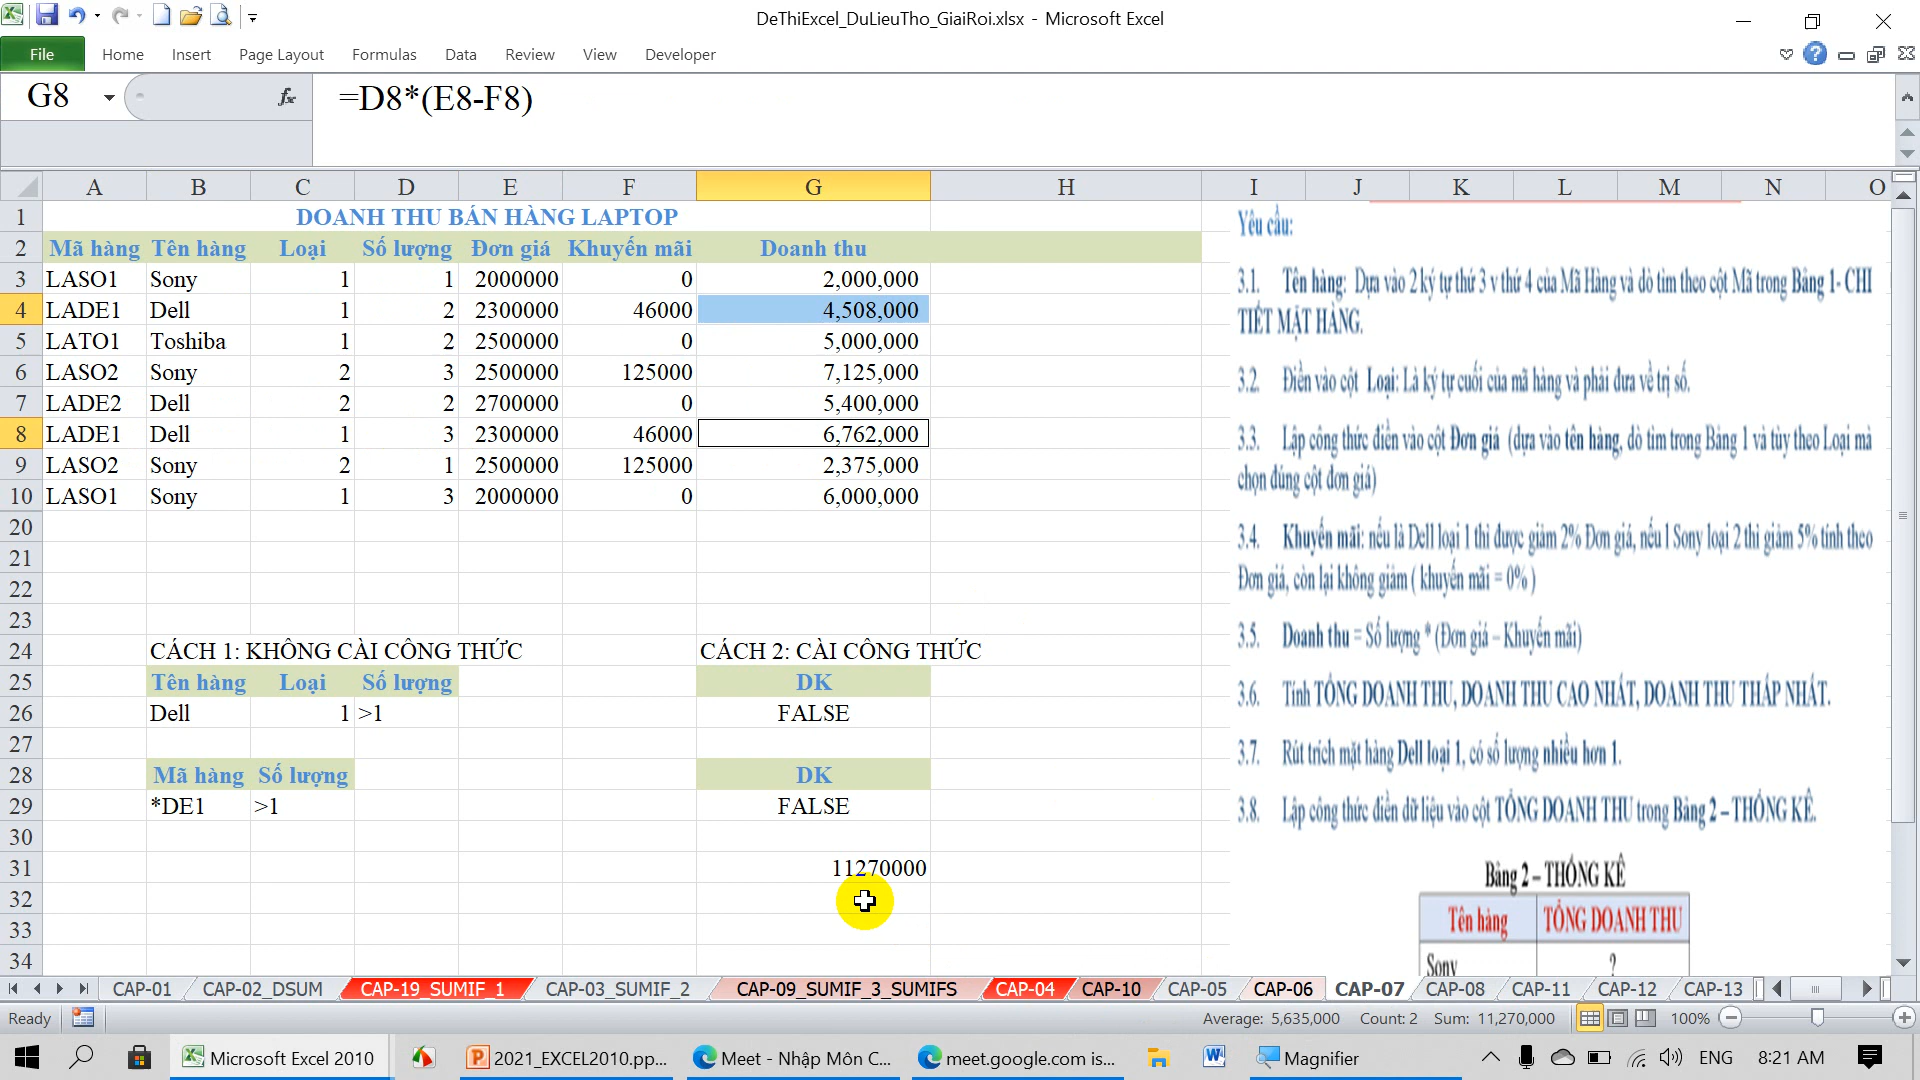 DeThiExcel_DuLieuTho_GiaiRoi.xlsx - Microsoft Excel
File Home Insert Page Layout Formulas Data Review View Developer
G8 fx =D8*(E8-F8)
A B C D E F G H I J K L M N O
1 DOANH THU BÁN HÀNG LAPTOP
2 Mã hàng Tên hàng Loại Số lượng Đơn giá Khuyến mãi Doanh thu
3 LASO1 Sony 1 1 2000000 0 2,000,000
4 LADE1 Dell 1 2 2300000 46000 4,508,000
5 LATO1 Toshiba 1 2 2500000 0 5,000,000
6 LASO2 Sony 2 3 2500000 125000 7,125,000
7 LADE2 Dell 2 2 2700000 0 5,400,000
8 LADE1 Dell 1 3 2300000 46000 6,762,000
9 LASO2 Sony 2 1 2500000 125000 2,375,000
10 LASO1 Sony 1 3 2000000 0 6,000,000
20
21
22
23
24 CÁCH 1: KHÔNG CÀI CÔNG THỨC CÁCH 2: CÀI CÔNG THỨC
25 Tên hàng Loại Số lượng DK
26 Dell 1 >1 FALSE
27
28 Mã hàng Số lượng DK
29 *DE1 >1 FALSE
30
31 11270000
32
33
34
Yêu cầu:
3.1. Tên hàng: Dựa vào 2 ký tự thứ 3 v thứ 4 của Mã Hàng và dò tìm theo cột Mã trong Bảng 1- CHI
TIẾT MẶT HÀNG.
3.2. Điền vào cột Loại: Là ký tự cuối của mã hàng và phải đưa về trị số.
3.3. Lập công thức điền vào cột Đơn giá (dựa vào tên hàng, dò tìm trong Bảng 1 và tùy theo Loại mà
chọn đúng cột đơn giá)
3.4. Khuyến mãi: nếu là Dell loại 1 thì được giảm 2% Đơn giá, nếu l Sony loại 2 thì giảm 5% tính theo
Đơn giá, còn lại không giảm ( khuyến mãi = 0% )
3.5. Doanh thu = Số lượng * (Đơn giá – Khuyến mãi)
3.6. Tính TỔNG DOANH THU, DOANH THU CAO NHẤT, DOANH THU THẤP NHẤT.
3.7. Rút trích mặt hàng Dell loại 1, có số lượng nhiều hơn 1.
3.8. Lập công thức điền dữ liệu vào cột TỔNG DOANH THU trong Bảng 2 – THỐNG KÊ.
Bảng 2 – THỐNG KÊ
Tên hàng TỔNG DOANH THU
Sony ?
CAP-01 CAP-02_DSUM CAP-19_SUMIF_1 CAP-03_SUMIF_2 CAP-09_SUMIF_3_SUMIFS CAP-04 CAP-10 CAP-05 CAP-06 CAP-07 CAP-08 CAP-11 CAP-12 CAP-13
Ready Average: 5,635,000 Count: 2 Sum: 11,270,000 100%
Microsoft Excel 2010 2021_EXCEL2010.pp... Meet - Nhập Môn C... meet.google.com is... Magnifier ENG 8:21 AM